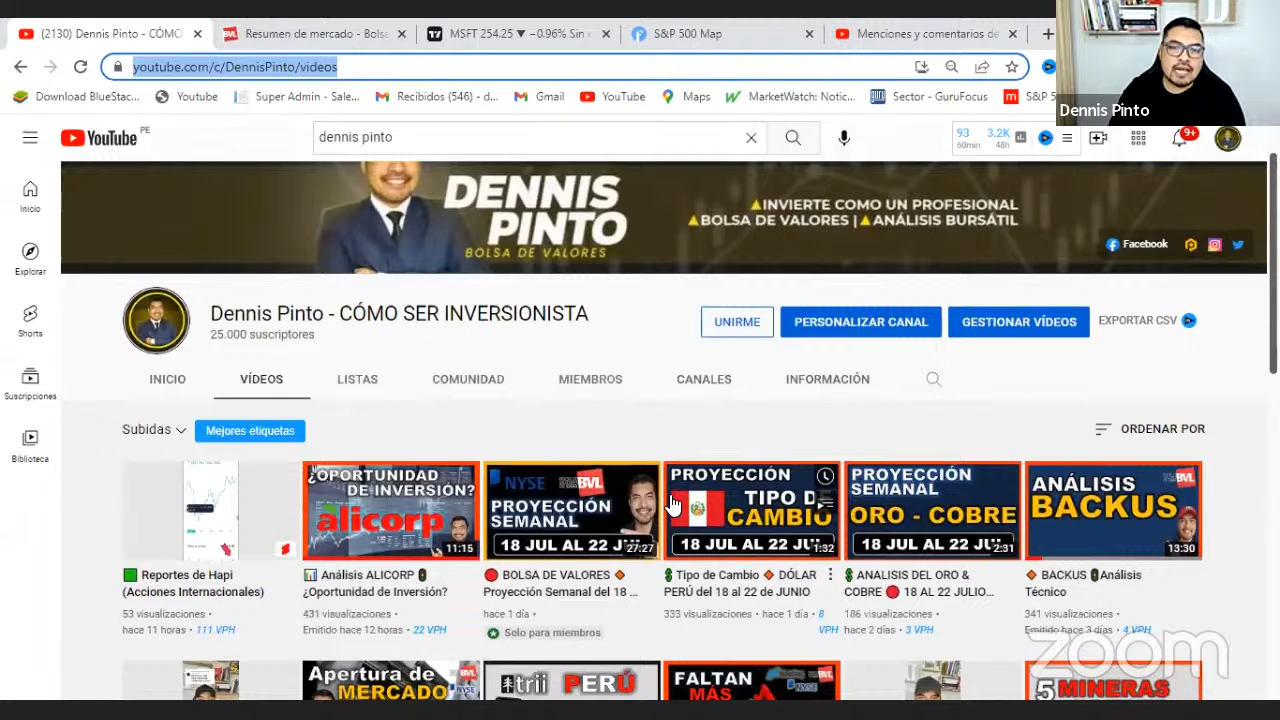 (2130) Dennis Pinto - CÓMO
Resumen de mercado - Bolsa
MSFT 254.25 ▼ −0.96% Sin
S&P 500 Map
Menciones y comentarios de
youtube.com/c/DennisPinto/videos
Download BlueStac...
Youtube
Super Admin - Sale...
Recibidos (546) - d...
Gmail
YouTube
Maps
MarketWatch: Notic...
Sector - GuruFocus
S&P 5
Dennis Pinto
YouTube PE
dennis pinto
93
60min
3.2K
48h
9+
DENNIS
PINTO
BOLSA DE VALORES
INVIERTE COMO UN PROFESIONAL
BOLSA DE VALORES | ANÁLISIS BURSÁTIL
Facebook
Inicio
Explorar
Shorts
Suscripciones
Biblioteca
Dennis Pinto - CÓMO SER INVERSIONISTA
25.000 suscriptores
UNIRME
PERSONALIZAR CANAL
GESTIONAR VÍDEOS
EXPORTAR CSV
INICIO
VÍDEOS
LISTAS
COMUNIDAD
MIEMBROS
CANALES
INFORMACIÓN
Subidas
Mejores etiquetas
ORDENAR POR
Reportes de Hapi
(Acciones Internacionales)
53 visualizaciones •
hace 11 horas • 111 VPH
¿OPORTUNIDAD
DE INVERSIÓN?
alicorp
11:15
Análisis ALICORP
¿Oportunidad de Inversión?
431 visualizaciones •
Emitido hace 12 horas • 22 VPH
NYSE BVL
PROYECCIÓN
SEMANAL
18 JUL AL 22 JU
27:27
BOLSA DE VALORES
Proyección Semanal del 18 ...
hace 1 día •
Solo para miembros
PROYECCIÓN
TIPO D
CAMBIO
18 JUL AL 22 JU
1:32
Tipo de Cambio DÓLAR
PERÚ del 18 al 22 de JUNIO
333 visualizaciones • hace 1 día • 8
VPH
PROYECCIÓN
SEMANAL
ORO - COBRE
18 JUL AL 22 JU
2:31
ANALISIS DEL ORO &
COBRE 18 AL 22 JULIO...
186 visualizaciones •
hace 2 días • 3 VPH
BVL
ANÁLISIS
BACKUS
13:30
BACKUS Análisis
Técnico
341 visualizaciones •
Emitido hace 3 días • 4 VPH
zoom
Apertura de
MERCADO
BVL
NYSE
trii PERÚ
FALTAN
MÁS
BVL
NYSE
5 MINERAS